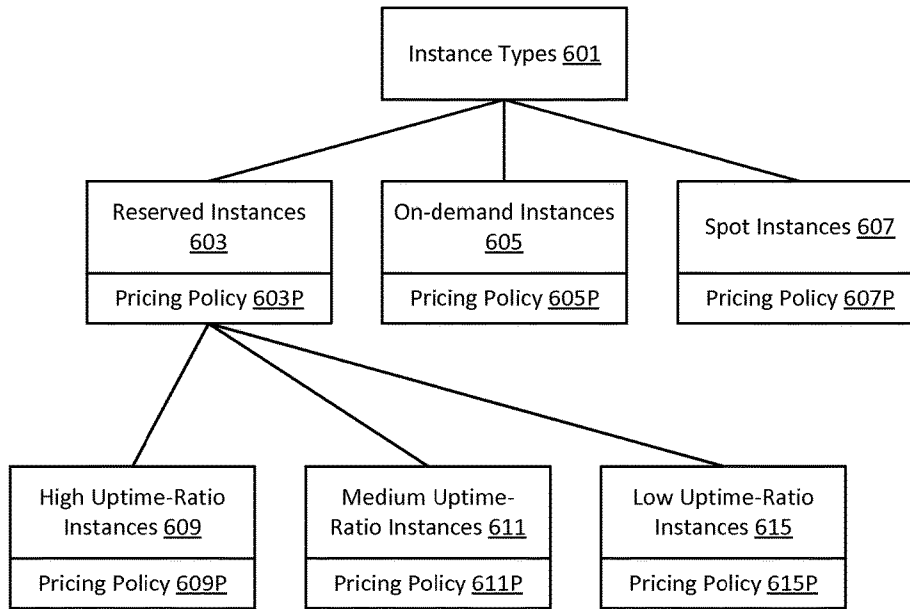 Instance Types 601
Reserved Instances
603
Pricing Policy 603P
On-demand Instances
605
Pricing Policy 605P
Spot Instances 607
Pricing Policy 607P
High Uptime-Ratio
Instances 609
Pricing Policy 609P
Medium Uptime-
Ratio Instances 611
Pricing Policy 611P
Low Uptime-Ratio
Instances 615
Pricing Policy 615P